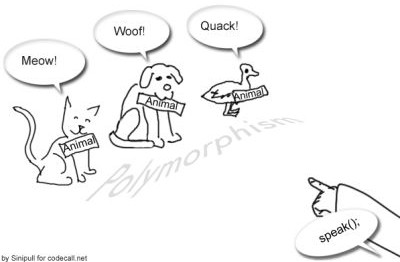 Meow!
Woof!
Quack!
Animal
Animal
Animal
Polymorphism
speak();
by Sinipull for codecall.net